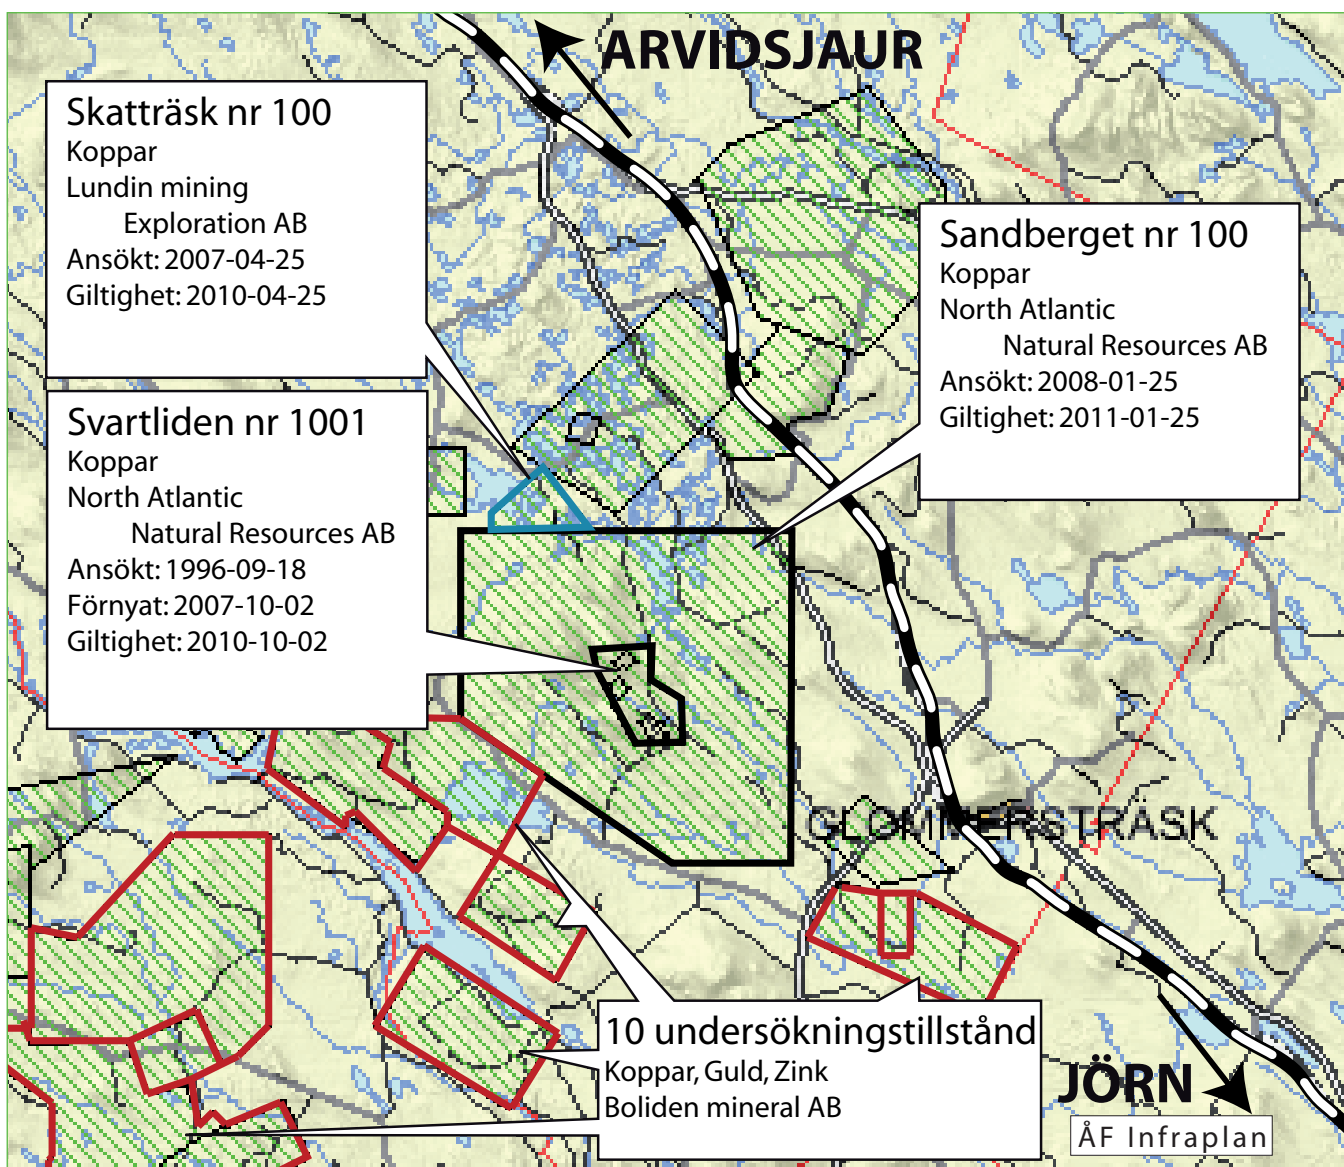 ARVIDSJAUR
Skatträsk nr 100
Koppar
Lundin mining
Exploration AB
Ansökt: 2007-04-25
Giltighet: 2010-04-25
Sandberget nr 100
Koppar
North Atlantic
Natural Resources AB
Ansökt: 2008-01-25
Giltighet: 2011-01-25
Svartliden nr 1001
Koppar
North Atlantic
Natural Resources AB
Ansökt: 1996-09-18
Förnyat: 2007-10-02
Giltighet: 2010-10-02
GLOMMERSTRÄSK
10 undersökningstillstånd
Koppar, Guld, Zink
Boliden mineral AB
JÖRN
ÅF Infraplan